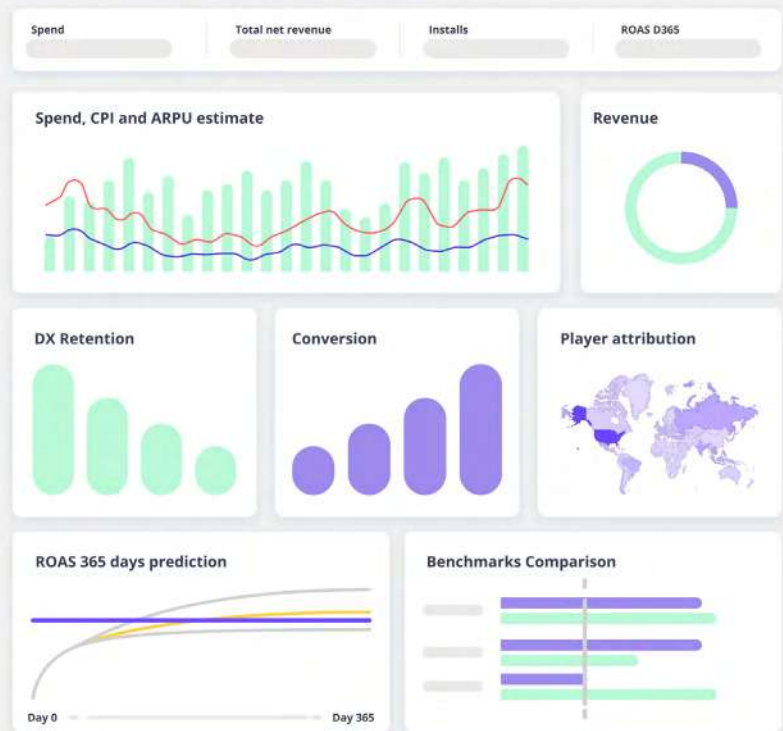 Spend
Total net revenue
Installs
ROAS D365
Spend, CPI and ARPU estimate
Revenue
DX Retention
Conversion
Player attribution
ROAS 365 days prediction
Day 0
Day 365
Benchmarks Comparison